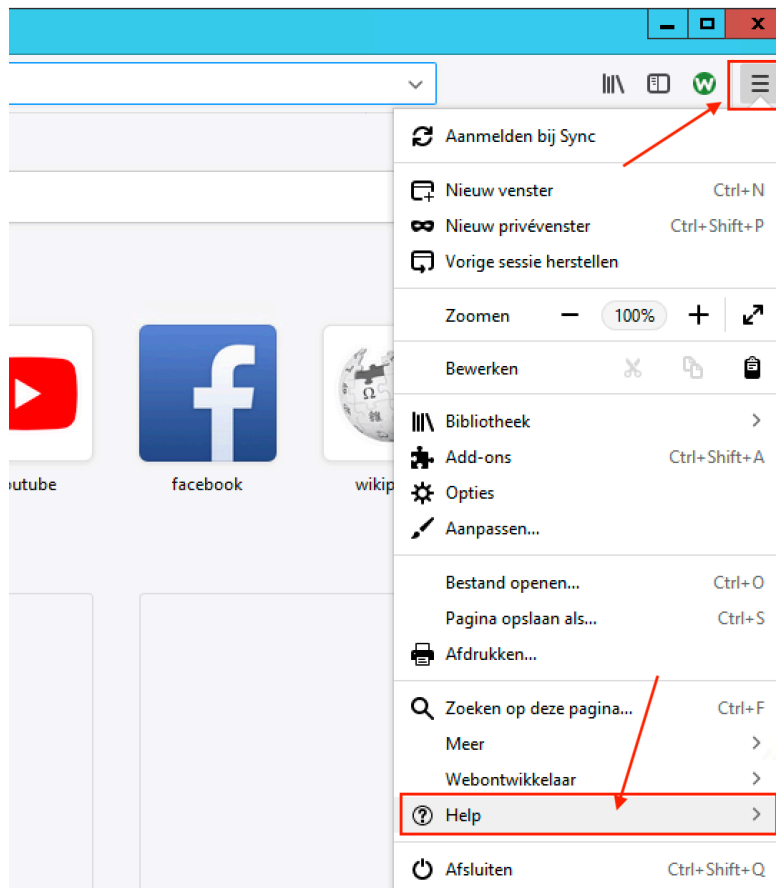 Aanmelden bij Sync
Nieuw venster Ctrl+N
Nieuw privévenster Ctrl+Shift+P
Vorige sessie herstellen
Zoomen 100%
Bewerken
Bibliotheek
Add-ons Ctrl+Shift+A
Opties
Aanpassen...
Bestand openen... Ctrl+O
Pagina opslaan als... Ctrl+S
Afdrukken...
Zoeken op deze pagina... Ctrl+F
Meer
Webontwikkelaar
Help
Afsluiten Ctrl+Shift+Q
outube
facebook
wikip